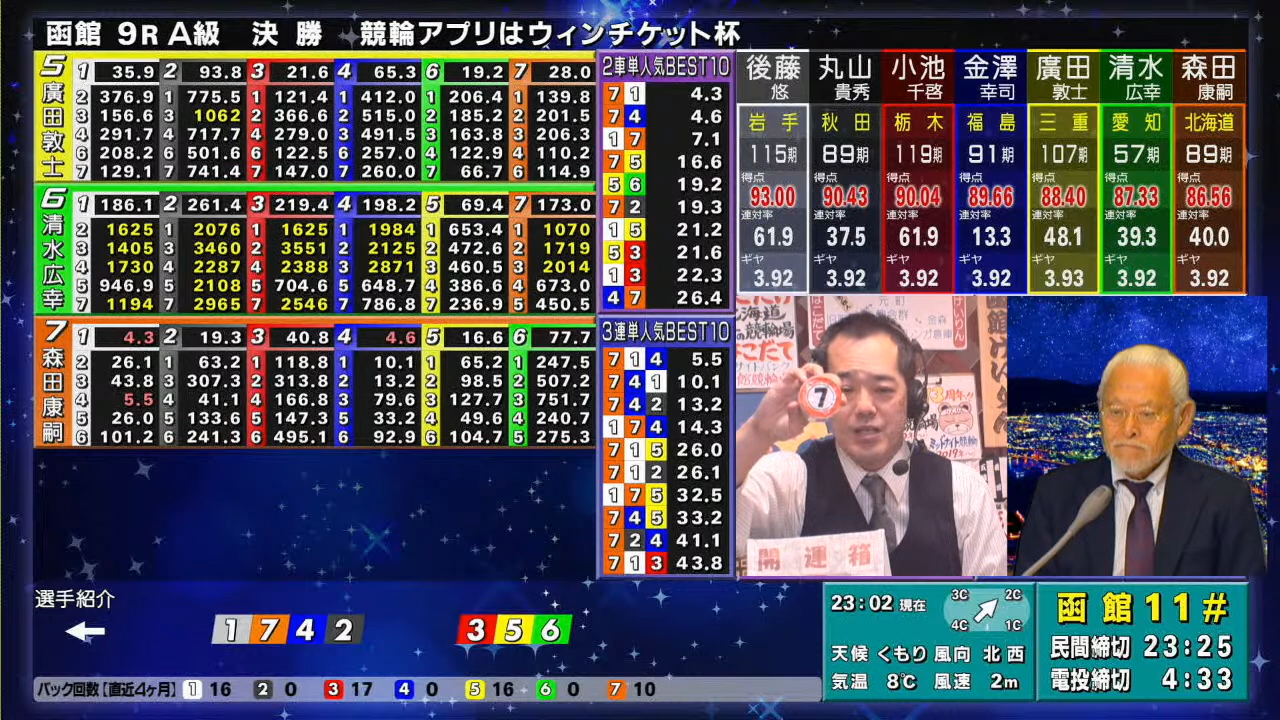 函館 9R A級 決勝 競輪アプリはウィンチケット杯
5 1 35.9 2 93.8 3 21.6 4 65.3 6 19.2 7 28.0
廣田敦士
2 376.9 1 775.5 1 121.4 1 412.0 1 206.4 1 139.8
3 156.6 3 1062 2 366.6 2 515.0 2 185.2 2 201.5
4 291.7 4 717.7 4 279.0 3 491.5 3 163.8 3 206.3
6 208.2 6 501.6 6 122.5 6 257.0 4 122.9 4 110.2
7 129.1 7 741.4 7 147.0 7 260.0 7 66.7 6 114.9
6 1 186.1 2 261.4 3 219.4 4 198.2 5 69.4 7 173.0
清水広幸
2 1625 1 2076 1 1625 1 1984 1 653.4 1 1070
3 1405 3 3460 2 3551 2 2125 2 472.6 2 1719
4 1730 4 2287 4 2388 3 2871 3 460.5 3 2014
5 946.9 5 2108 5 704.6 5 648.7 4 386.6 4 673.0
7 1194 7 2965 7 2546 7 786.8 7 236.9 5 450.5
7 1 4.3 2 19.3 3 40.8 4 4.6 5 16.6 6 77.7
森田康嗣
2 26.1 1 63.2 1 118.8 1 10.1 1 65.2 1 247.5
3 43.8 3 307.3 2 313.8 2 13.2 2 98.5 2 507.2
4 5.5 4 41.1 4 166.8 3 79.6 3 127.7 3 751.7
5 26.0 5 133.6 5 147.3 5 33.2 4 49.6 4 240.7
6 101.2 6 241.3 6 495.1 6 92.9 6 104.7 5 275.3
2車単人気BEST10
7 1 4.3
7 4 4.6
1 7 7.1
7 5 16.6
5 6 19.2
7 2 19.3
1 5 21.2
5 3 21.6
1 3 22.3
4 7 26.4
3連単人気BEST10
7 1 4 5.5
7 4 1 10.1
7 4 2 13.2
1 7 4 14.3
7 1 5 26.0
7 1 2 26.1
1 7 5 32.5
7 4 5 33.2
7 2 4 41.1
7 1 3 43.8
後藤 丸山 小池 金澤 廣田 清水 森田
悠 貴秀 千啓 幸司 敦士 広幸 康嗣
岩手 秋田 栃木 福島 三重 愛知 北海道
115期 89期 119期 91期 107期 57期 89期
得点 得点 得点 得点 得点 得点 得点
93.00 90.43 90.04 89.66 88.40 87.33 86.56
連対率 連対率 連対率 連対率 連対率 連対率 連対率
61.9 37.5 61.9 13.3 48.1 39.3 40.0
ギヤ ギヤ ギヤ ギヤ ギヤ ギヤ ギヤ
3.92 3.92 3.92 3.92 3.93 3.92 3.92
7
開運箱
選手紹介
←
1 7 4 2 3 5 6
バック回数【直近4ヶ月】 1 16 2 0 3 17 4 0 5 16 6 0 7 10
23:02 現在
3C 2C
4C 1C
天候 くもり 風向 北西
気温 8℃ 風速 2m
函館11#
民間締切 23:25
電投締切 4:33